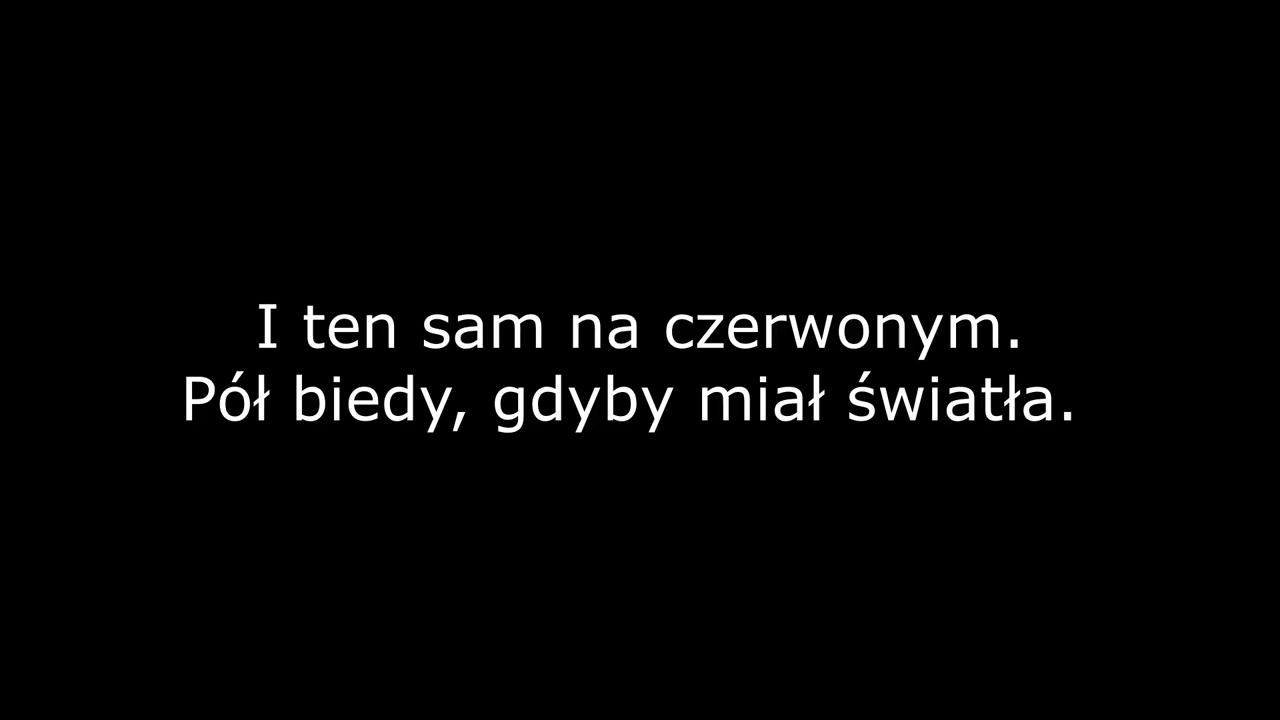 I ten sam na czerwonym.
Pół biedy, gdyby miał światła.